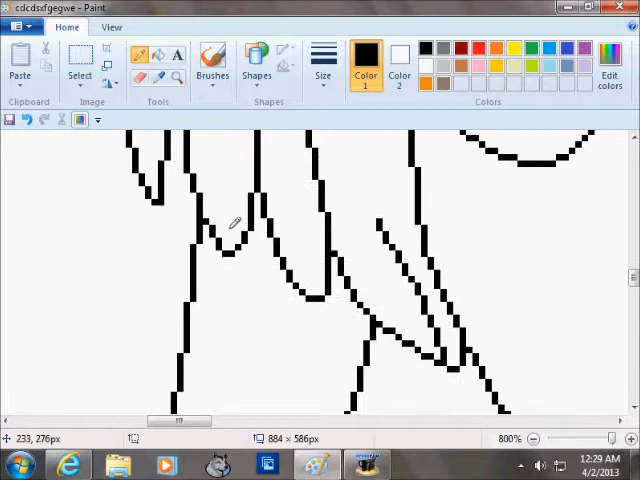 cdcdsxfgegwe - Paint
Home View
Paste
Select
Brushes
Shapes
Size
Color 1
Color 2
Edit colors
Clipboard
Image
Tools
Shapes
Colors
233, 276px
884 × 586px
800%
12:29 AM
4/2/2013